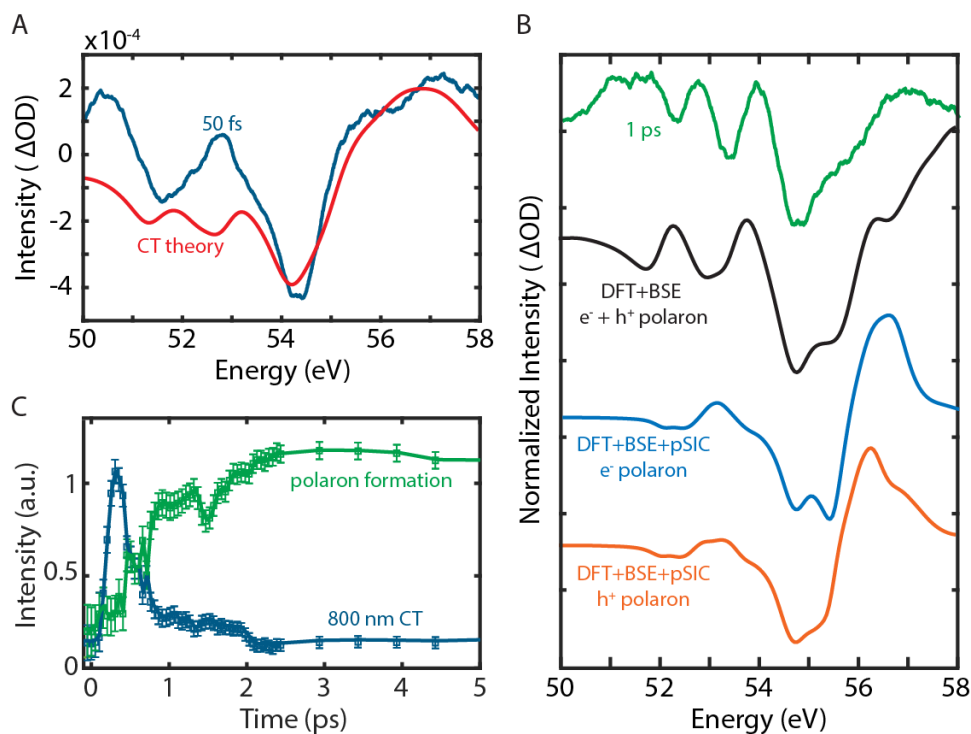 A
x10-4
Intensity (ΔOD)
2
0
-2
-4
50 fs
CT theory
50 52 54 56 58
Energy (eV)
B
Normalized Intensity ( ΔOD)
1 ps
DFT+BSE
e- + h+ polaron
DFT+BSE+pSIC
e- polaron
DFT+BSE+pSIC
h+ polaron
50 52 54 56 58
Energy (eV)
C
Intensity (a.u.)
1
0.5
0
polaron formation
800 nm CT
0 1 2 3 4 5
Time (ps)